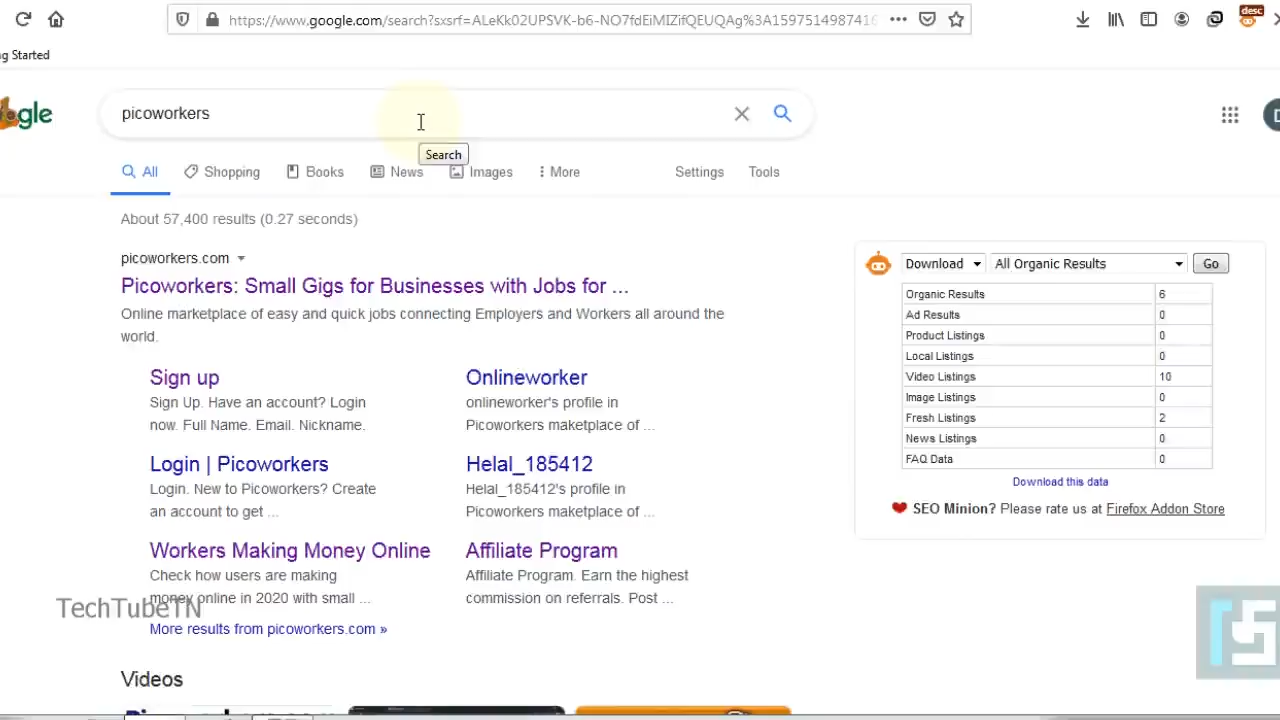 desc
https://www.google.com/search?sxsrf=ALeKk02UPSVK-b6-NO7fdEiMIZifQEUQAg%3A1597514987416
g Started
gle
picoworkers
Search
All
Shopping
Books
News
Images
More
Settings
Tools
About 57,400 results (0.27 seconds)
picoworkers.com
Picoworkers: Small Gigs for Businesses with Jobs for ...
Online marketplace of easy and quick jobs connecting Employers and Workers all around the
world.
Sign up
Sign Up. Have an account? Login
now. Full Name. Email. Nickname.
Onlineworker
onlineworker's profile in
Picoworkers maketplace of ...
Login | Picoworkers
Login. New to Picoworkers? Create
an account to get ...
Helal_185412
Helal_185412's profile in
Picoworkers maketplace of ...
Workers Making Money Online
Check how users are making
money online in 2020 with small ...
Affiliate Program
Affiliate Program. Earn the highest
commission on referrals. Post ...
TechTubeTN
More results from picoworkers.com »
Videos
Download
All Organic Results
Go
Organic Results 6
Ad Results 0
Product Listings 0
Local Listings 0
Video Listings 10
Image Listings 0
Fresh Listings 2
News Listings 0
FAQ Data 0
Download this data
SEO Minion? Please rate us at Firefox Addon Store